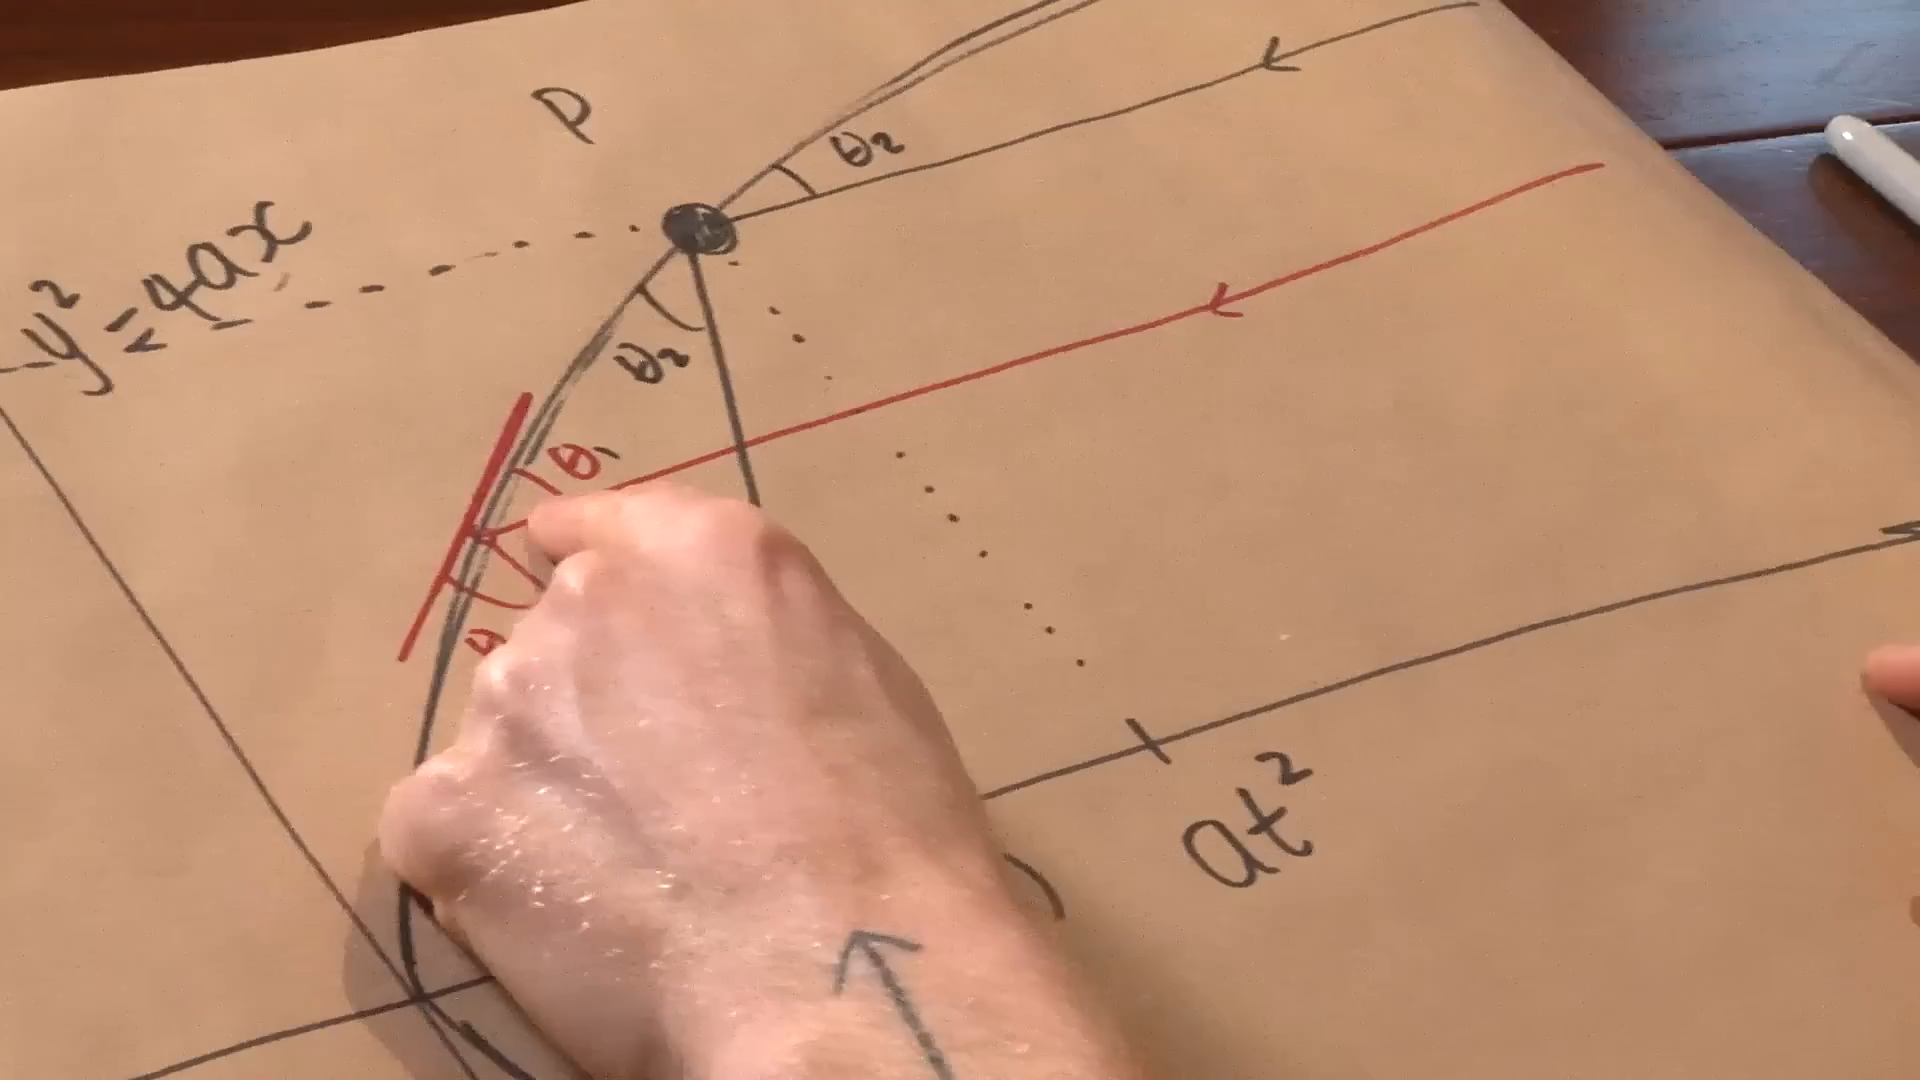 P
θ₂
y² = 4ax
θ₂
θ₁
at²